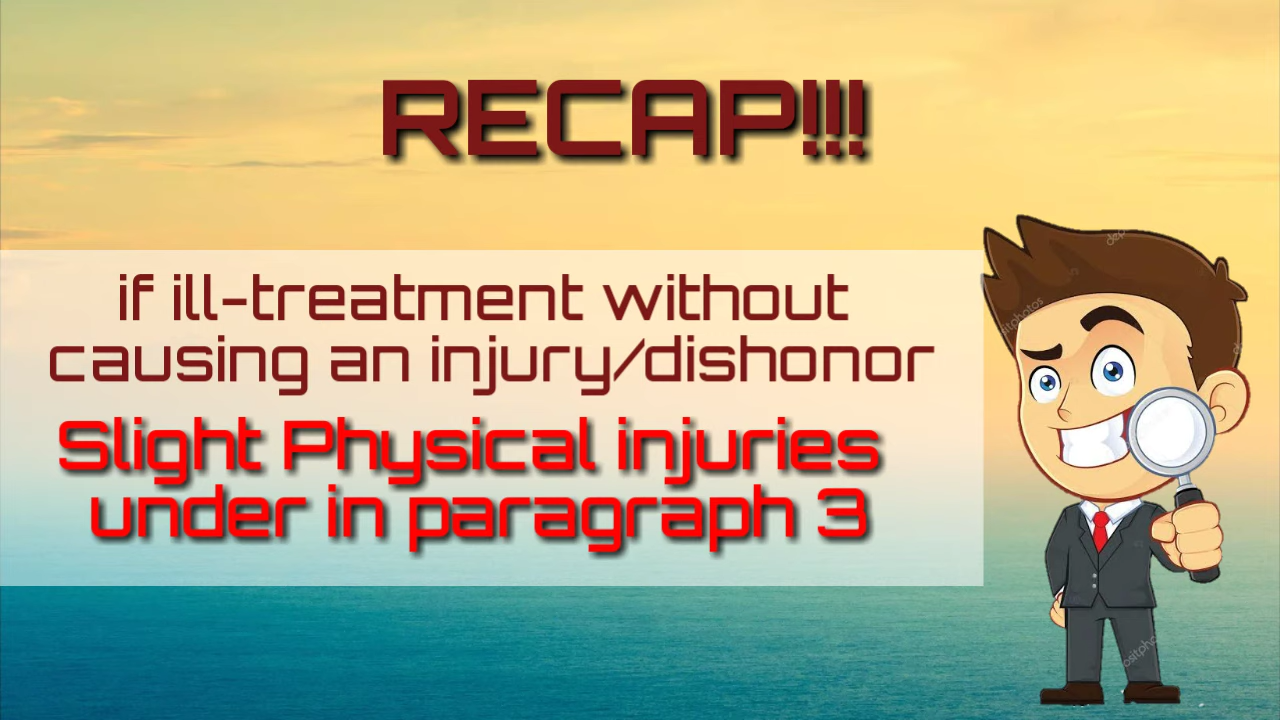 RECAP!!!
if ill-treatment without
causing an injury/dishonor
Slight Physical injuries
under in paragraph 3